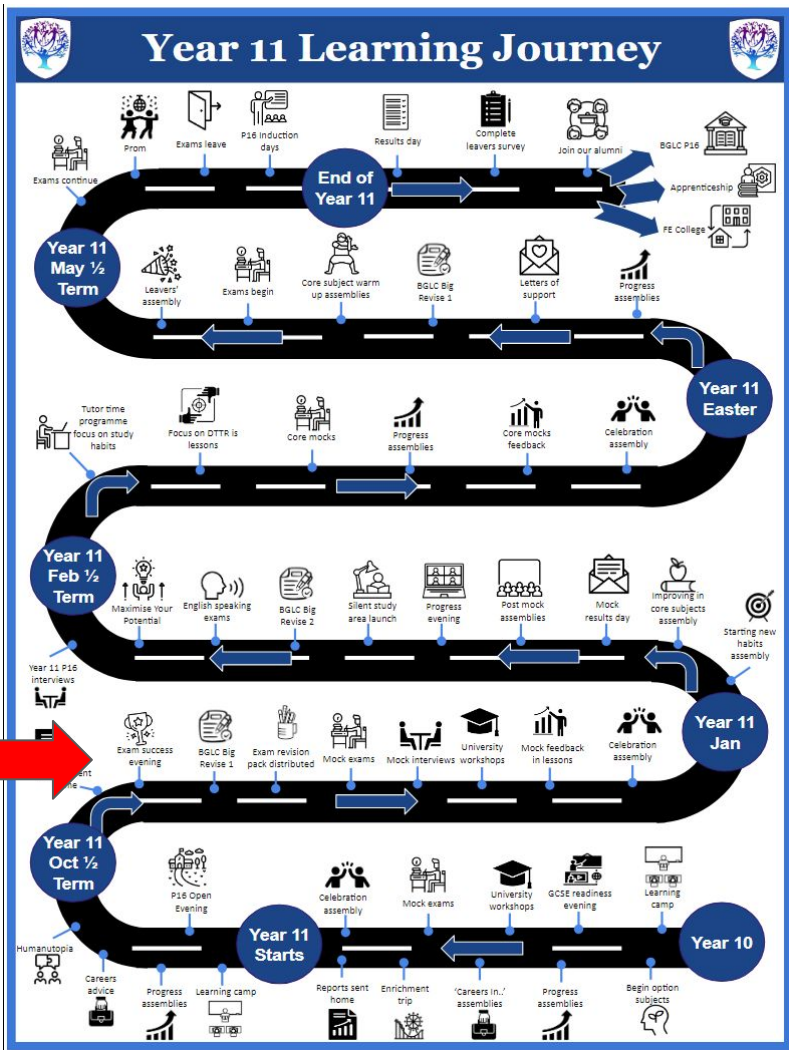 Year 11 Learning Journey
Prom
Exams leave
P16 Induction
days
Results day
Complete
leavers survey
Join our alumni
BGLC P16
Exams continue
End of
Year 11
Apprenticeship
FE College
Year 11
May ½
Term
Leavers'
assembly
Exams begin
Core subject warm
up assemblies
BGLC Big
Revise 1
Letters of
support
Progress
assemblies
Year 11
Easter
Tutor time
programme
focus on study
habits
Focus on DTTR is
lessons
Core mocks
Progress
assemblies
Core mocks
feedback
Celebration
assembly
Year 11
Feb ½
Term
Maximise Your
Potential
English speaking
exams
BGLC Big
Revise 2
Silent study
area launch
Progress
evening
Post mock
assemblies
Mock
results day
Improving in
core subjects
assembly
Starting new
habits
assembly
Year 11 P16
interviews
Year 11
Jan
Exam success
evening
BGLC Big
Revise 1
Exam revision
pack distributed
Mock exams
Mock interviews
University
workshops
Mock feedback
in lessons
Celebration
assembly
Year 11
Oct ½
Term
P16 Open
Evening
Celebration
assembly
Mock exams
University
workshops
GCSE readiness
evening
Learning
camp
Year 11
Starts
Year 10
Humanutopia
Careers
advice
Progress
assemblies
Learning camp
Reports sent
home
Enrichment
trip
'Careers In..'
assemblies
Progress
assemblies
Begin option
subjects